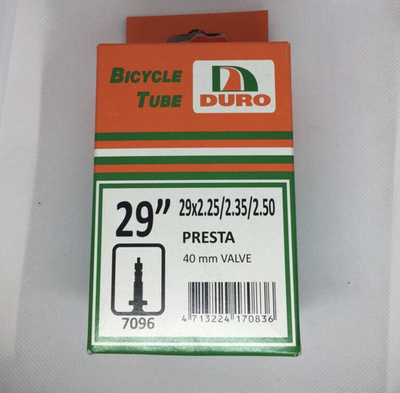 BICYCLE
TUBE
DURO
29"
29x2.25/2.35/2.50
PRESTA
40 mm VALVE
7096
4 713224 170836